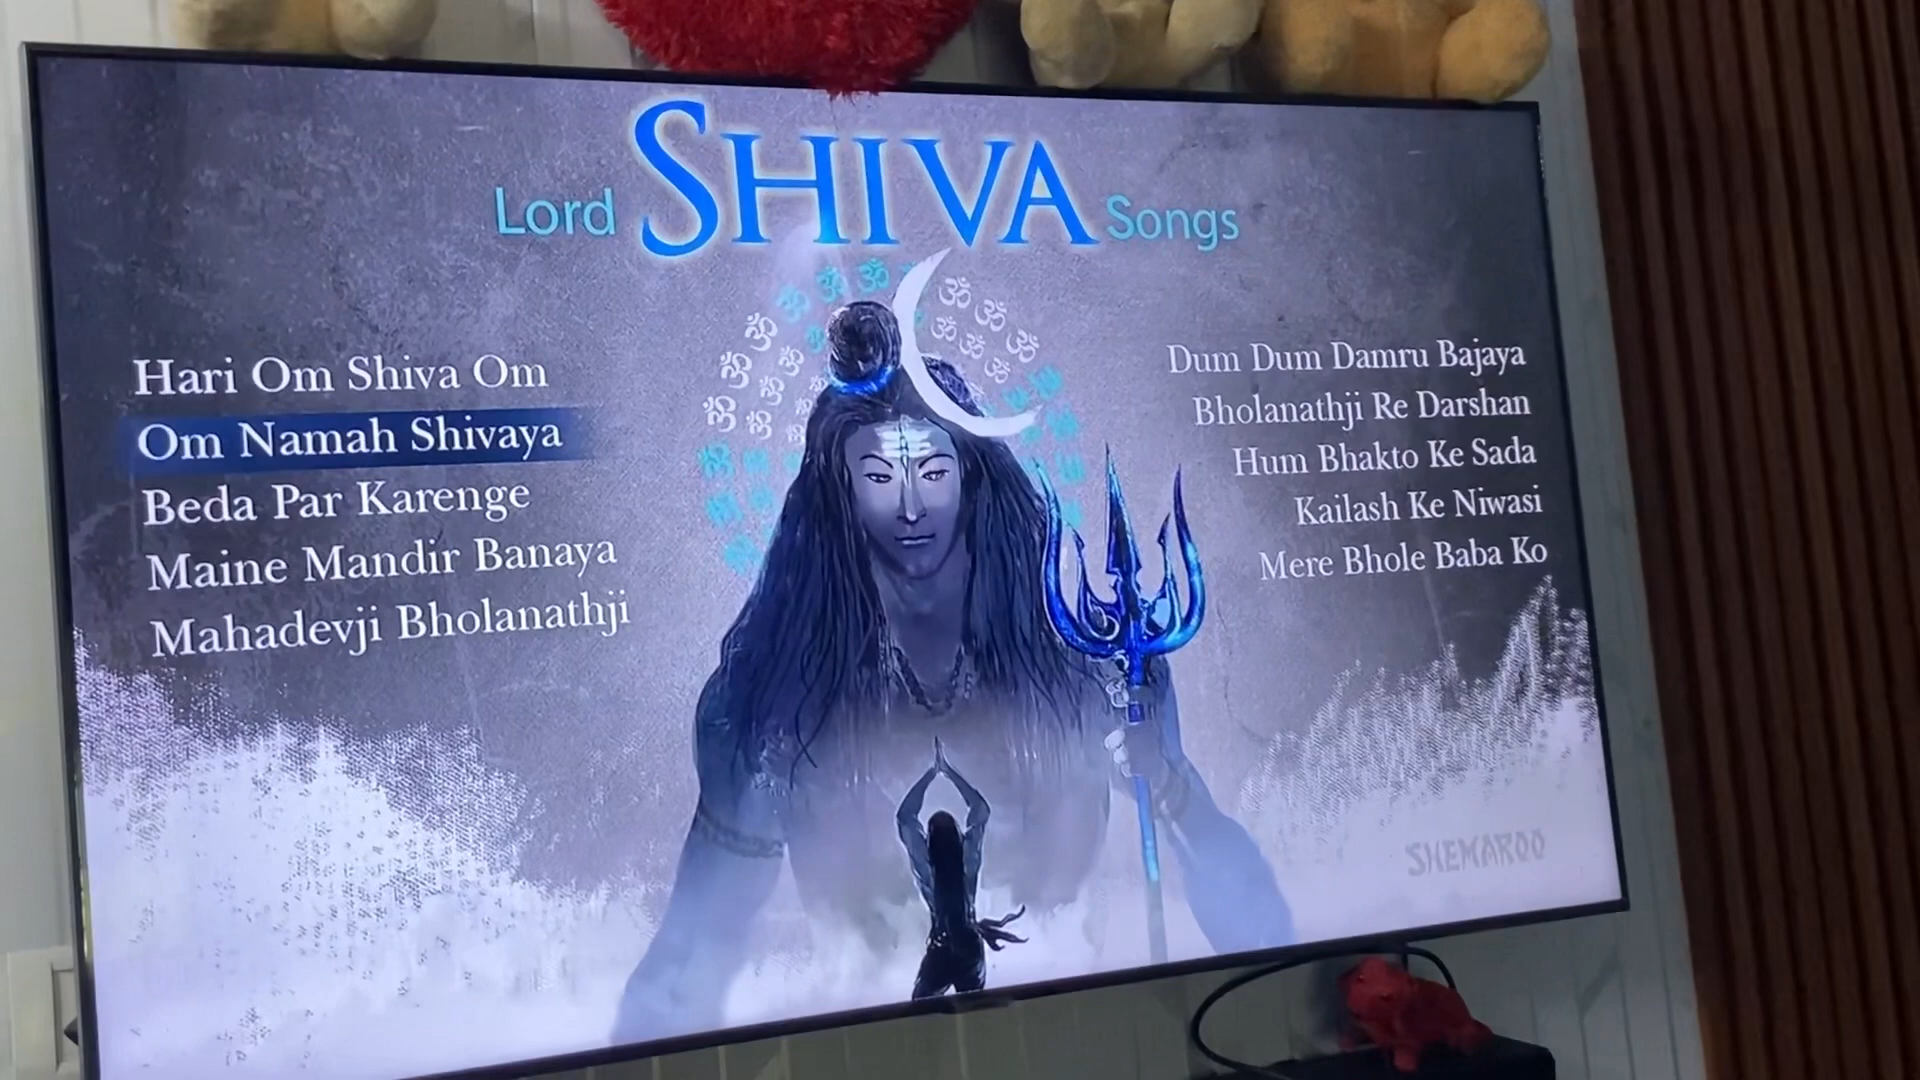 Lord SHIVA Songs
Hari Om Shiva Om
Om Namah Shivaya
Beda Par Karenge
Maine Mandir Banaya
Mahadevji Bholanathji
Dum Dum Damru Bajaya
Bholanathji Re Darshan
Hum Bhakto Ke Sada
Kailash Ke Niwasi
Mere Bhole Baba Ko
SHEMAROO